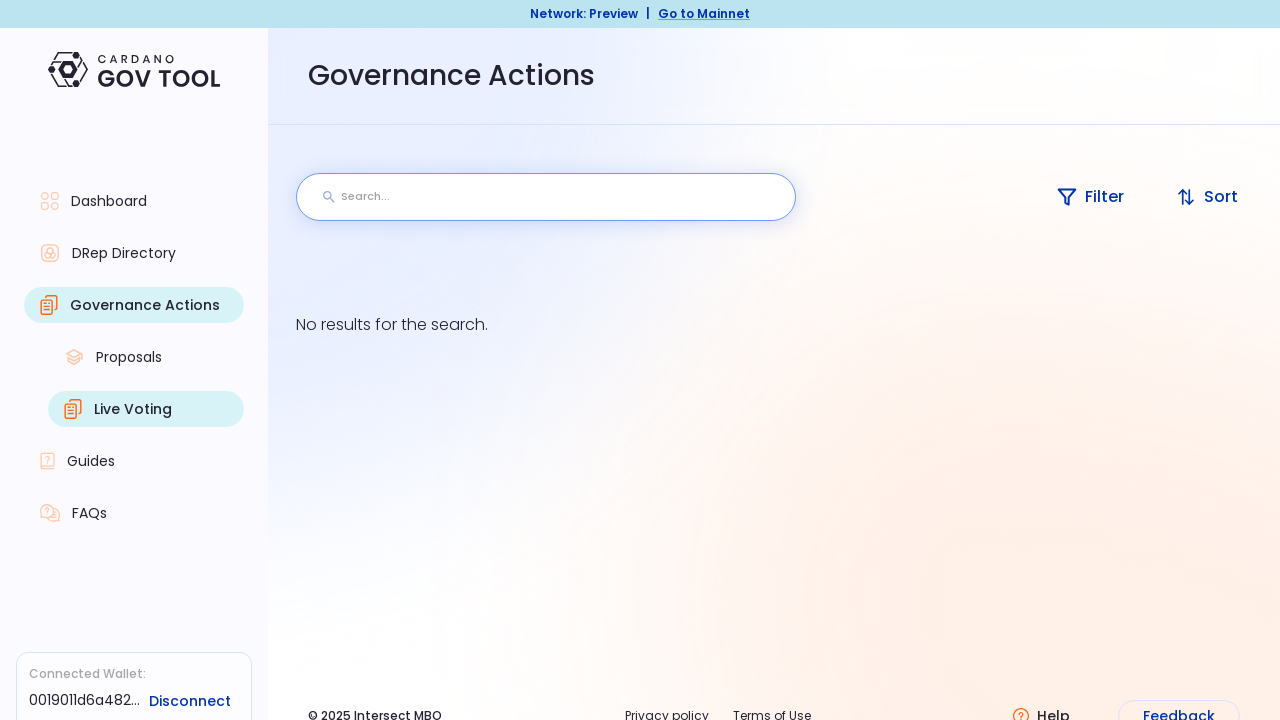 Network: Preview | Go to Mainnet
CARDANO
GOV TOOL
Governance Actions
Search...
Filter
Sort
Dashboard
DRep Directory
Governance Actions
Proposals
Live Voting
Guides
FAQs
No results for the search.
Connected Wallet:
0019011d6a482... Disconnect
© 2025 Intersect MBO
Privacy policy
Terms of Use
Help
Feedback